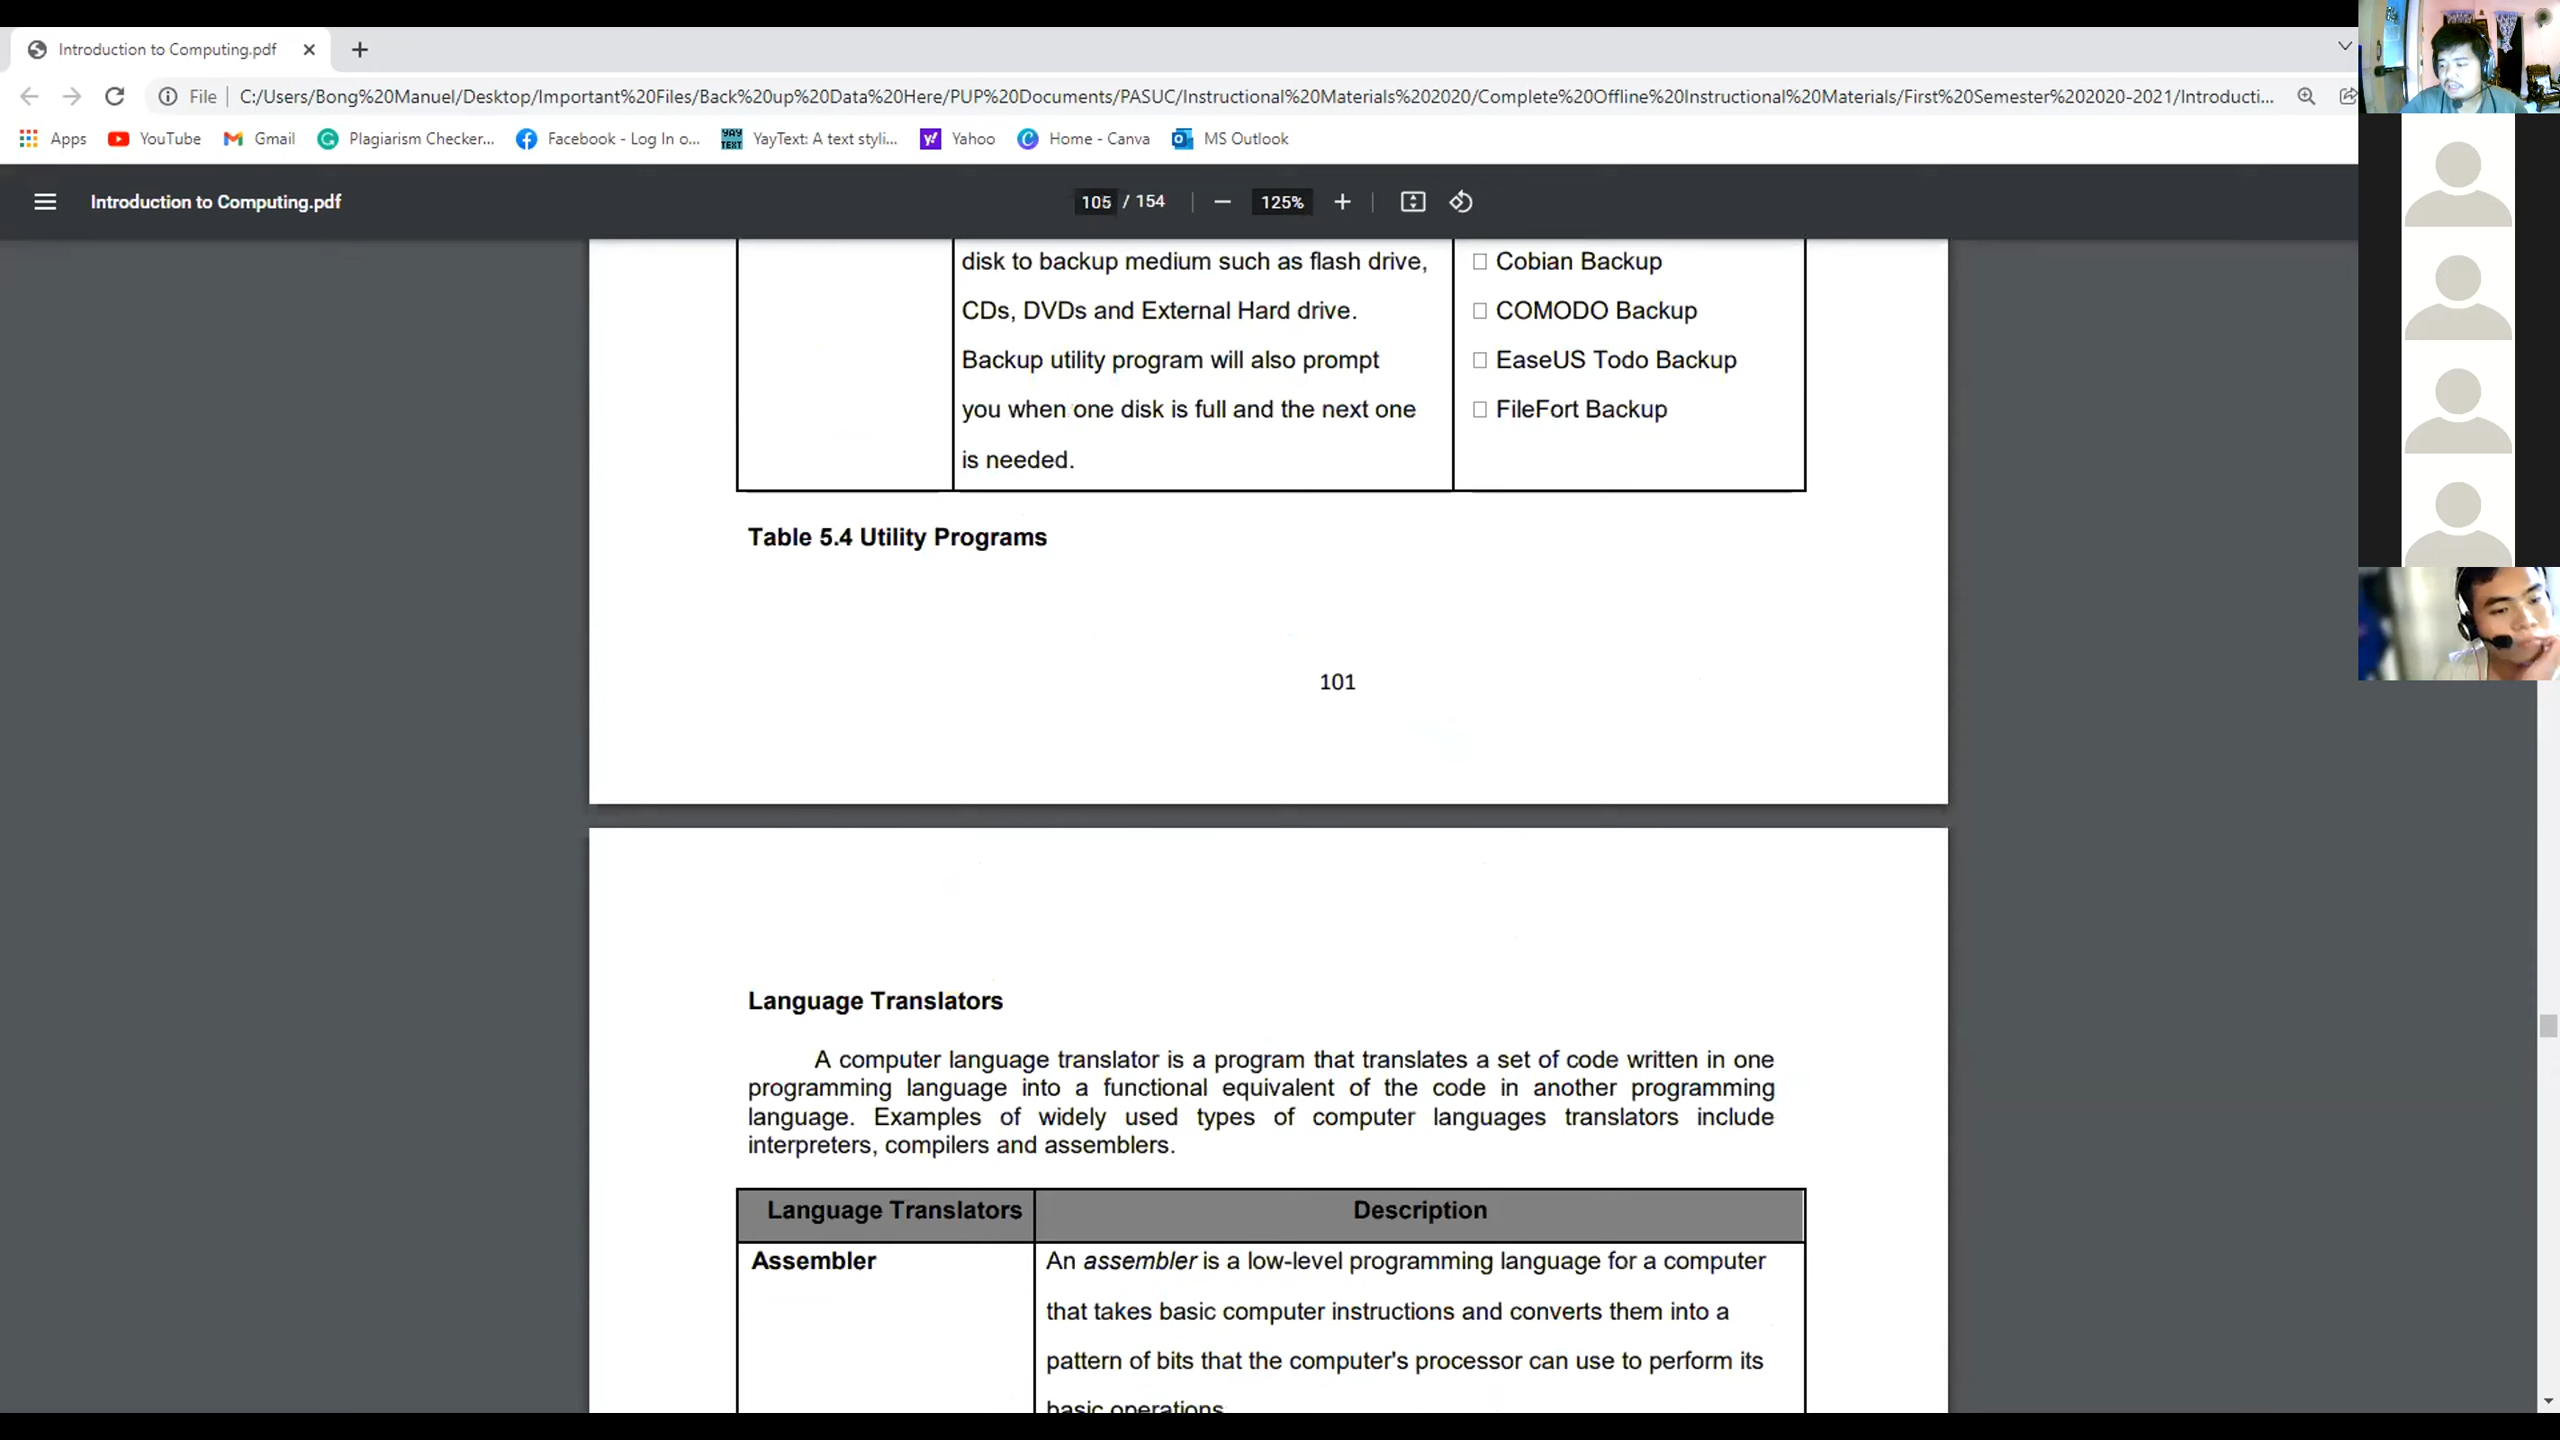 Introduction to Computing.pdf
File C:/Users/Bong%20Manuel/Desktop/Important%20Files/Back%20up%20Data%20Here/PUP%20Documents/PASUC/Instructional%20Materials%202020/Complete%20Offline%20Instructional%20Materials/First%20Semester%202020-2021/Introducti...
Apps YouTube Gmail Plagiarism Checker... Facebook - Log In o... YAY TEXT YayText: A text styli... Yahoo Home - Canva MS Outlook
Introduction to Computing.pdf 105 / 154 125%
disk to backup medium such as flash drive,
CDs, DVDs and External Hard drive.
Backup utility program will also prompt
you when one disk is full and the next one
is needed.
Cobian Backup
COMODO Backup
EaseUS Todo Backup
FileFort Backup
Table 5.4 Utility Programs
101
Language Translators
A computer language translator is a program that translates a set of code written in one
programming language into a functional equivalent of the code in another programming
language. Examples of widely used types of computer languages translators include
interpreters, compilers and assemblers.
Language Translators Description
Assembler
An assembler is a low-level programming language for a computer
that takes basic computer instructions and converts them into a
pattern of bits that the computer's processor can use to perform its
basic operations